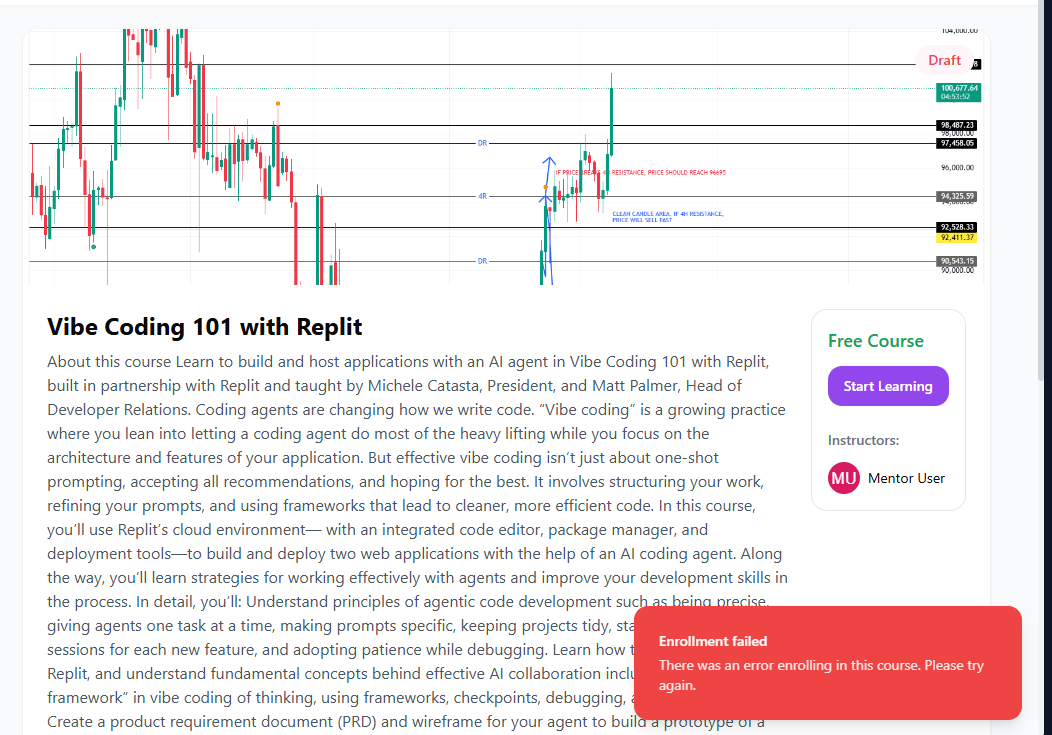 104,000.00
Draft
8
100,677.64
04:53:52
98,487.23
98,000.00
DR
97,458.05
96,000.00
IF PRICE BREAKS 4R RESISTANCE, PRICE SHOULD REACH 96695
4R
94,325.59
CLEAN CANDLE AREA. IF 4H RESISTANCE,
PRICE WILL SELL FAST
92,528.33
92,411.37
DR
90,543.15
90,000.00
Vibe Coding 101 with Replit
About this course Learn to build and host applications with an AI agent in Vibe Coding 101 with Replit,
built in partnership with Replit and taught by Michele Catasta, President, and Matt Palmer, Head of
Developer Relations. Coding agents are changing how we write code. “Vibe coding” is a growing practice
where you lean into letting a coding agent do most of the heavy lifting while you focus on the
architecture and features of your application. But effective vibe coding isn’t just about one-shot
prompting, accepting all recommendations, and hoping for the best. It involves structuring your work,
refining your prompts, and using frameworks that lead to cleaner, more efficient code. In this course,
you’ll use Replit’s cloud environment— with an integrated code editor, package manager, and
deployment tools—to build and deploy two web applications with the help of an AI coding agent. Along
the way, you’ll learn strategies for working effectively with agents and improve your development skills in
the process. In detail, you’ll: Understand principles of agentic code development such as being precise,
giving agents one task at a time, making prompts specific, keeping projects tidy,
sessions for each new feature, and adopting patience while debugging. Learn how
Replit, and understand fundamental concepts behind effective AI collaboration
framework” in vibe coding of thinking, using frameworks, checkpoints, debugging,
Create a product requirement document (PRD) and wireframe for your agent to build a prototype of a
Free Course
Start Learning
Instructors:
MU
Mentor User
Enrollment failed
There was an error enrolling in this course. Please try
again.